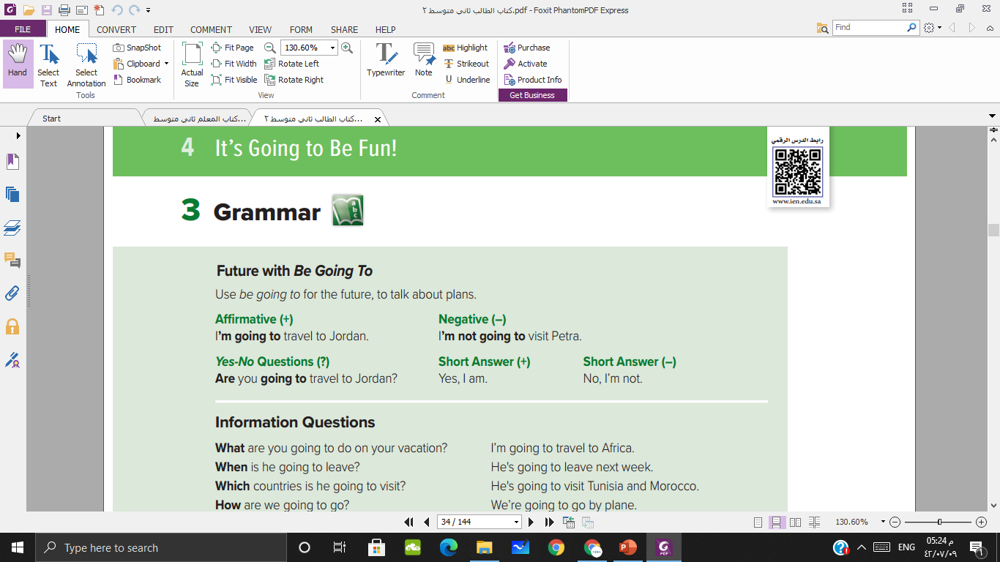 كتاب الطالب ثاني متوسط ٢.pdf - Foxit PhantomPDF Express
FILE HOME CONVERT EDIT COMMENT VIEW FORM SHARE HELP
Find
Hand
Select Text
Select Annotation
SnapShot
Clipboard
Bookmark
Tools
Actual Size
Fit Page
Fit Width
Fit Visible
130.60%
Rotate Left
Rotate Right
View
Typewriter
Note
abc Highlight
T Strikeout
U Underline
Comment
Purchase
Activate
Product Info
Get Business
Start
كتاب المعلم ثاني متوسط...
كتاب الطالب ثاني متوسط ٢...
4 It's Going to Be Fun!
رابط الدرس الرقمي
www.ien.edu.sa
3 Grammar
a b c
Future with Be Going To
Use be going to for the future, to talk about plans.
Affirmative (+) Negative (–)
I'm going to travel to Jordan. I'm not going to visit Petra.
Yes-No Questions (?) Short Answer (+) Short Answer (–)
Are you going to travel to Jordan? Yes, I am. No, I'm not.
Information Questions
What are you going to do on your vacation? I'm going to travel to Africa.
When is he going to leave? He's going to leave next week.
Which countries is he going to visit? He's going to visit Tunisia and Morocco.
How are we going to go? We're going to go by plane.
34 / 144
130.60%
Type here to search
ENG
05:24 م
٤٢/٠٧/٠٩